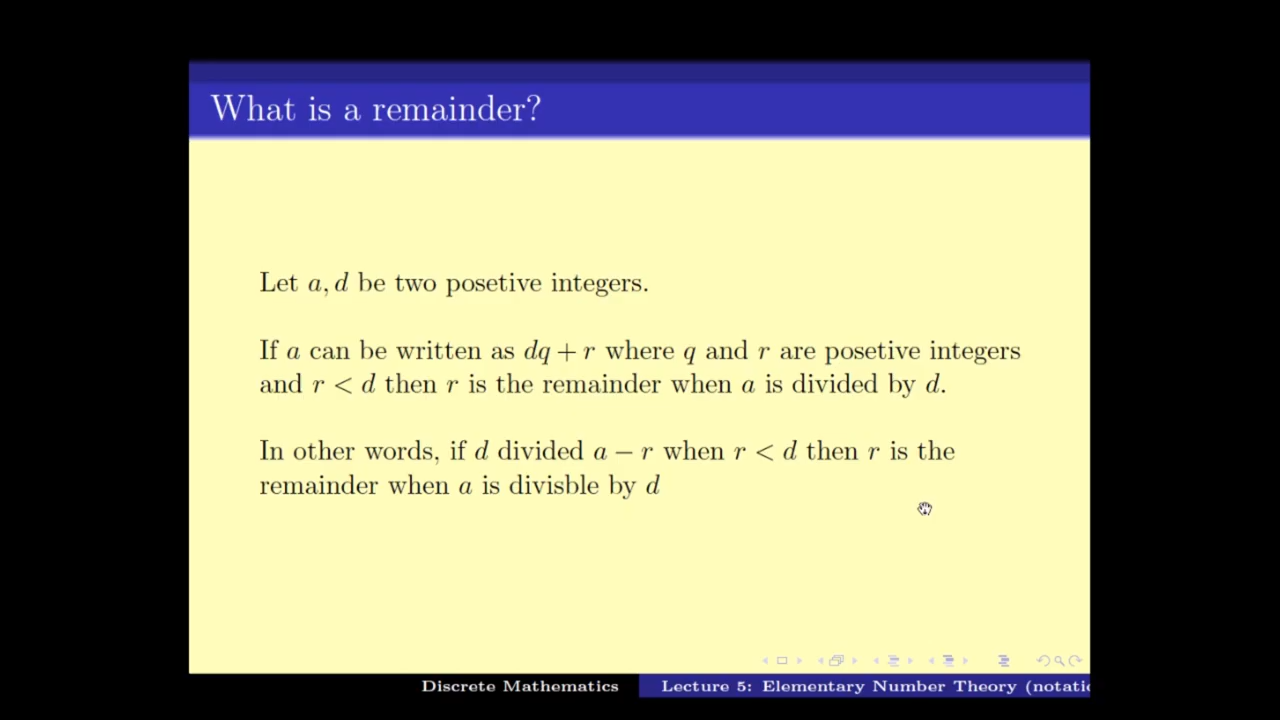 What is a remainder?
Let a, d be two posetive integers.
If a can be written as dq + r where q and r are posetive integers
and r < d then r is the remainder when a is divided by d.
In other words, if d divided a − r when r < d then r is the
remainder when a is divisble by d
Discrete Mathematics
Lecture 5: Elementary Number Theory (notatio